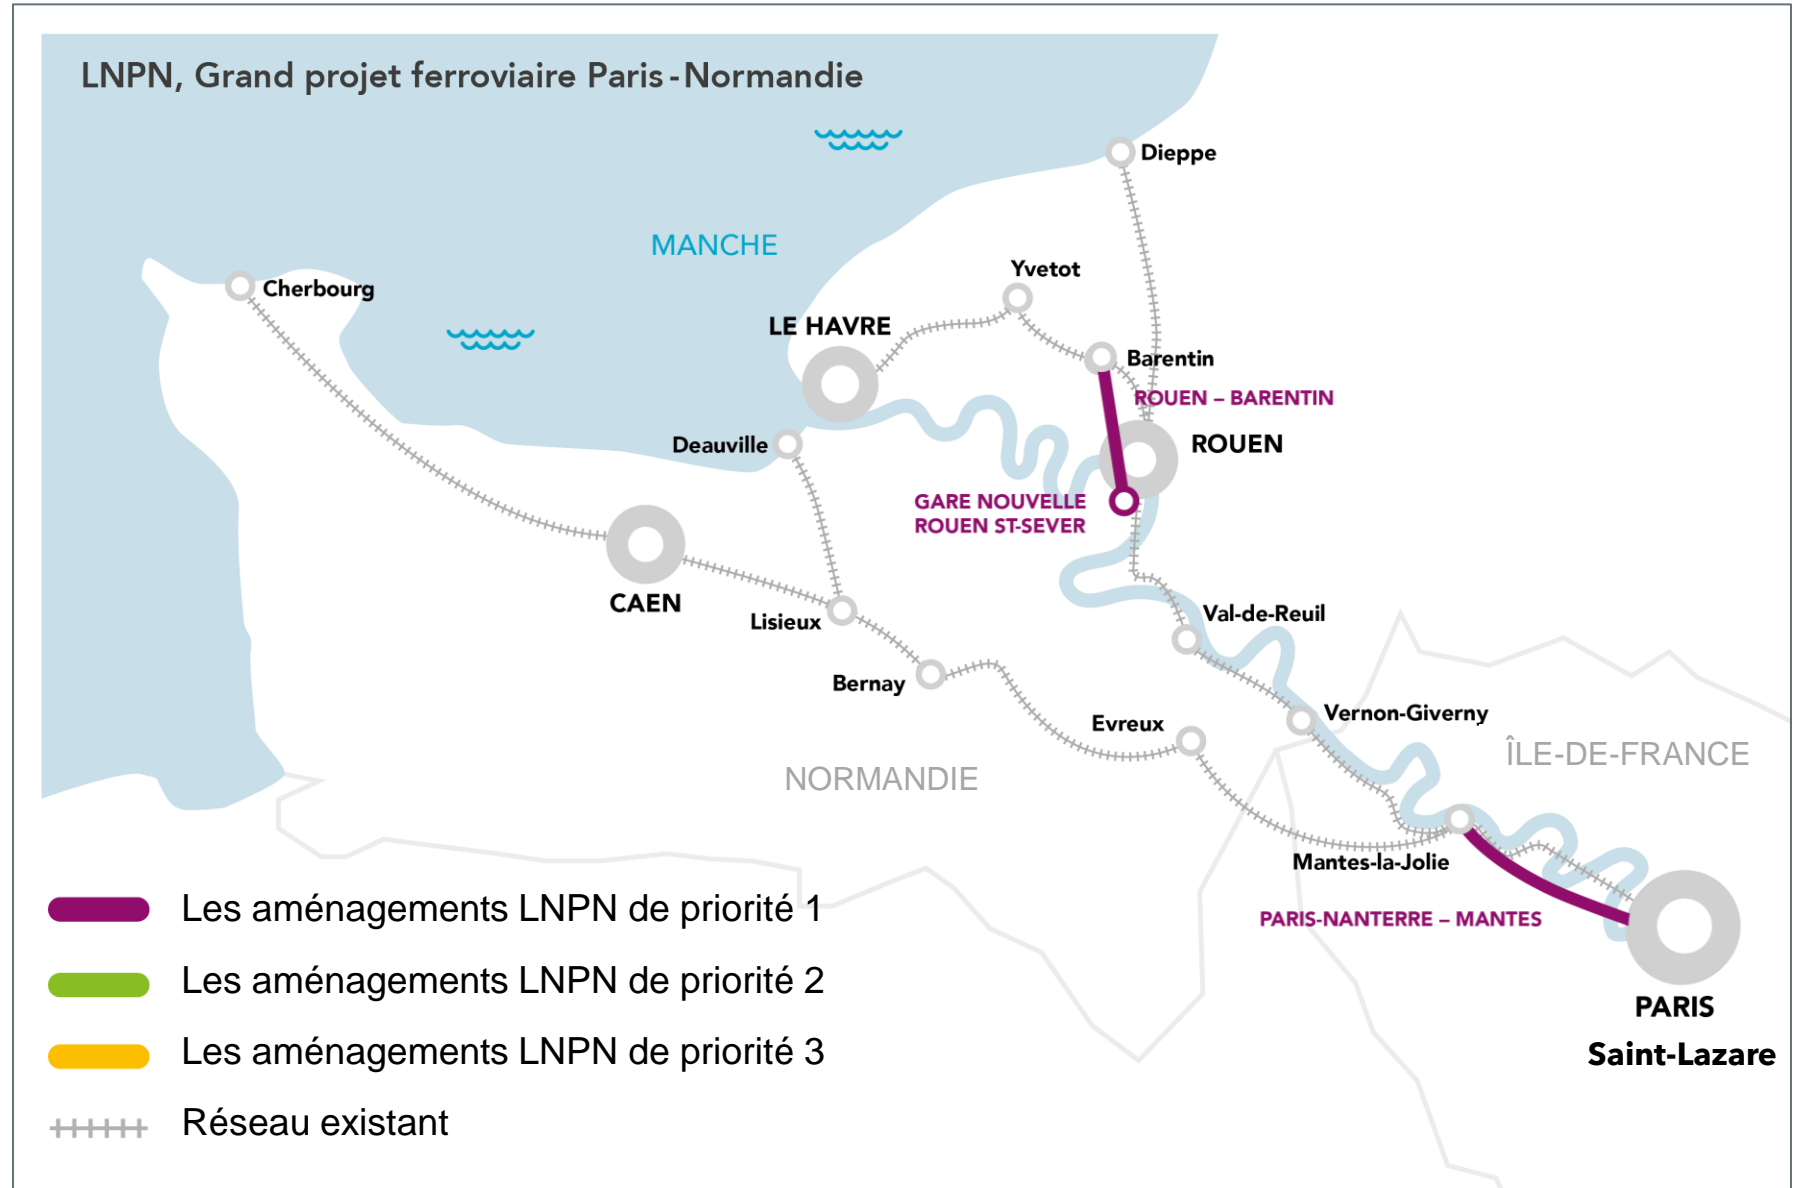 LNPN, Grand projet ferroviaire Paris - Normandie
Dieppe
MANCHE
Yvetot
Cherbourg
LE HAVRE
Barentin
ROUEN – BARENTIN
Deauville
ROUEN
GARE NOUVELLE
ROUEN ST-SEVER
CAEN
Lisieux
Val-de-Reuil
Bernay
Evreux
Vernon-Giverny
ÎLE-DE-FRANCE
NORMANDIE
Mantes-la-Jolie
PARIS-NANTERRE – MANTES
PARIS
Saint-Lazare
Les aménagements LNPN de priorité 1
Les aménagements LNPN de priorité 2
Les aménagements LNPN de priorité 3
Réseau existant